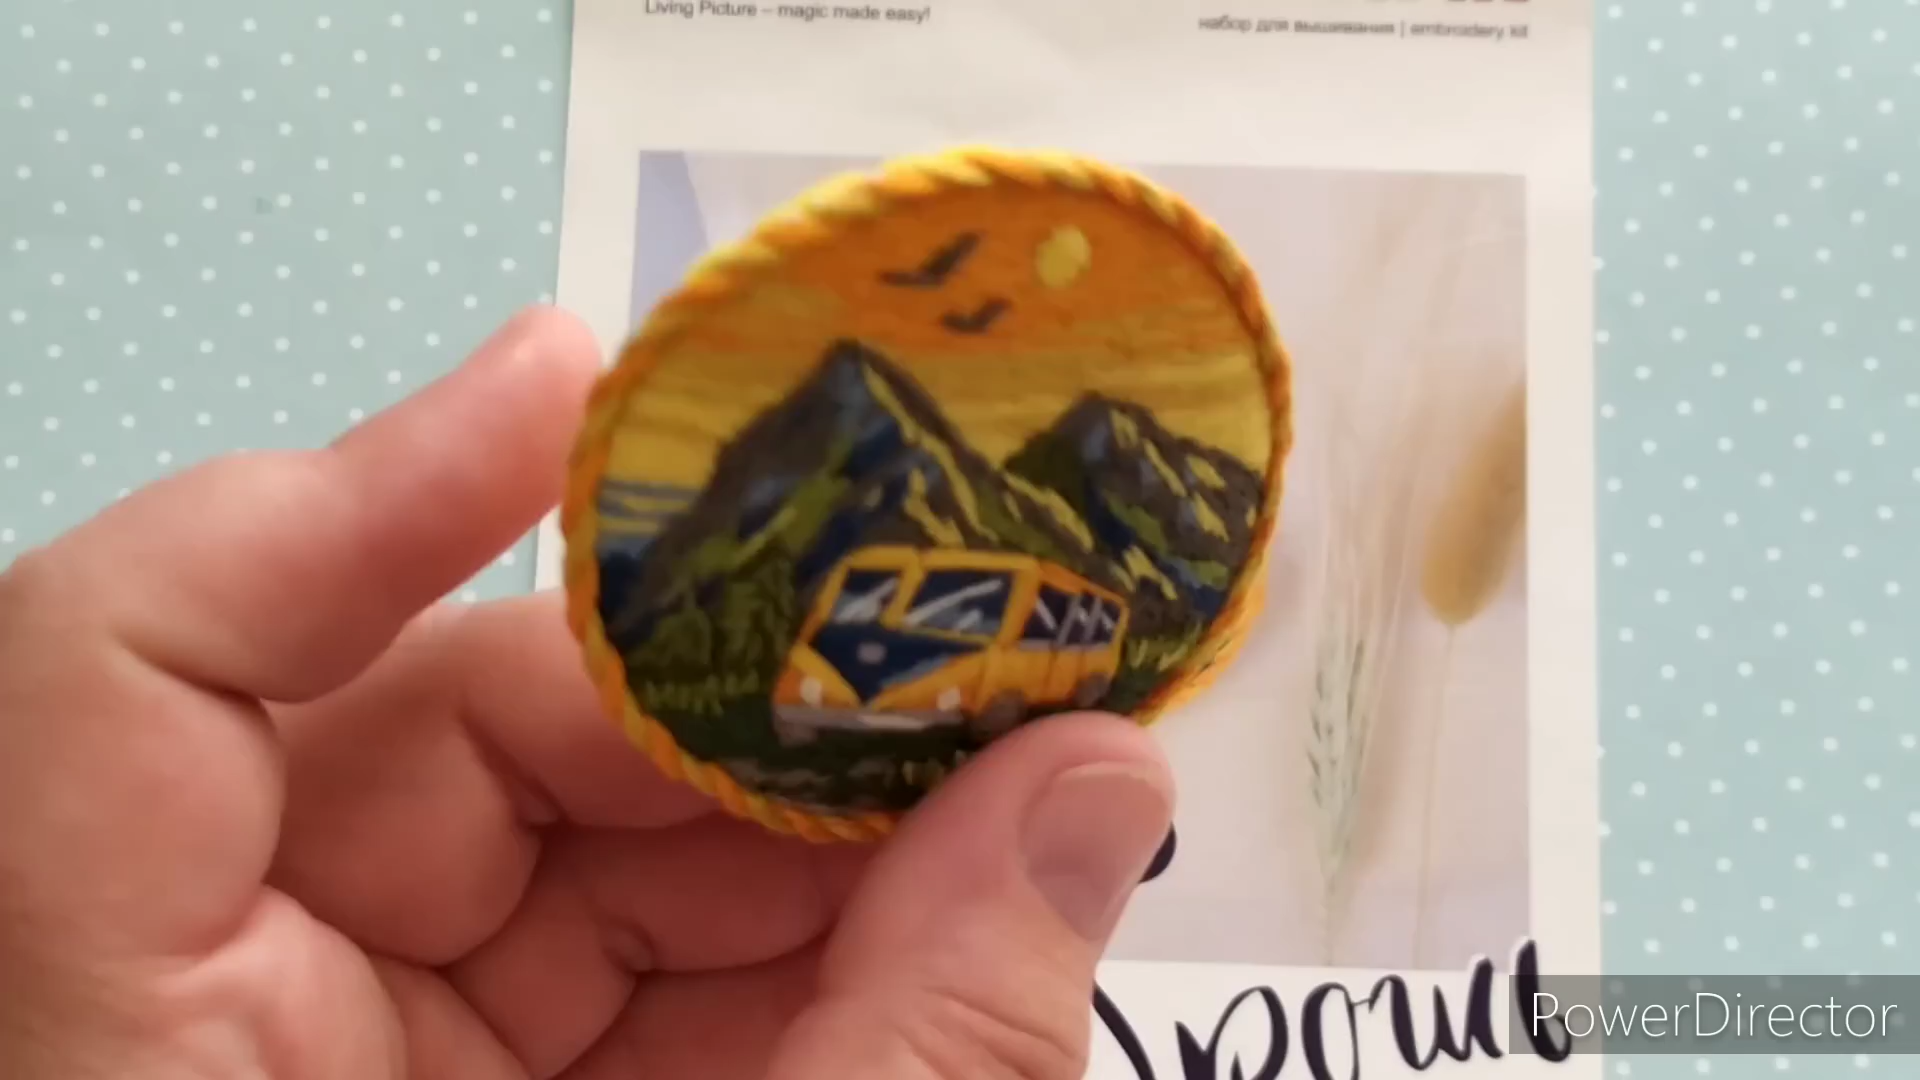 Living Picture – magic made easy!
набор для вышивания | embroidery kit
PowerDirector